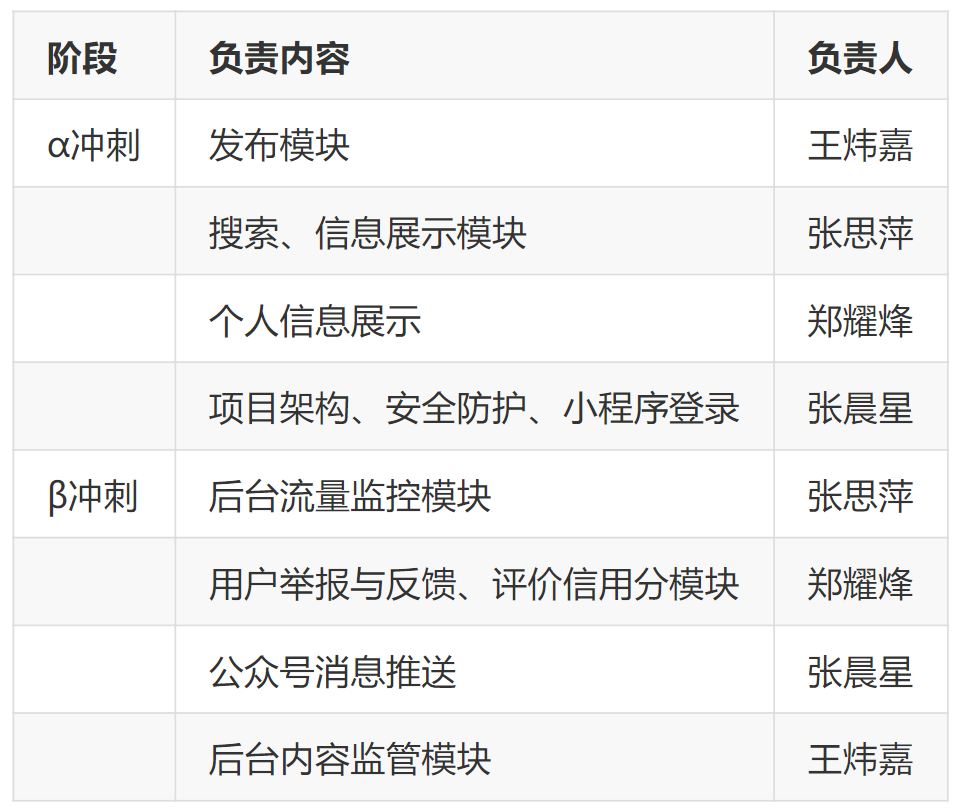 阶段 负责内容 负责人
α冲刺 发布模块 王炜嘉
搜索、信息展示模块 张思萍
个人信息展示 郑耀烽
项目架构、安全防护、小程序登录 张晨星
β冲刺 后台流量监控模块 张思萍
用户举报与反馈、评价信用分模块 郑耀烽
公众号消息推送 张晨星
后台内容监管模块 王炜嘉